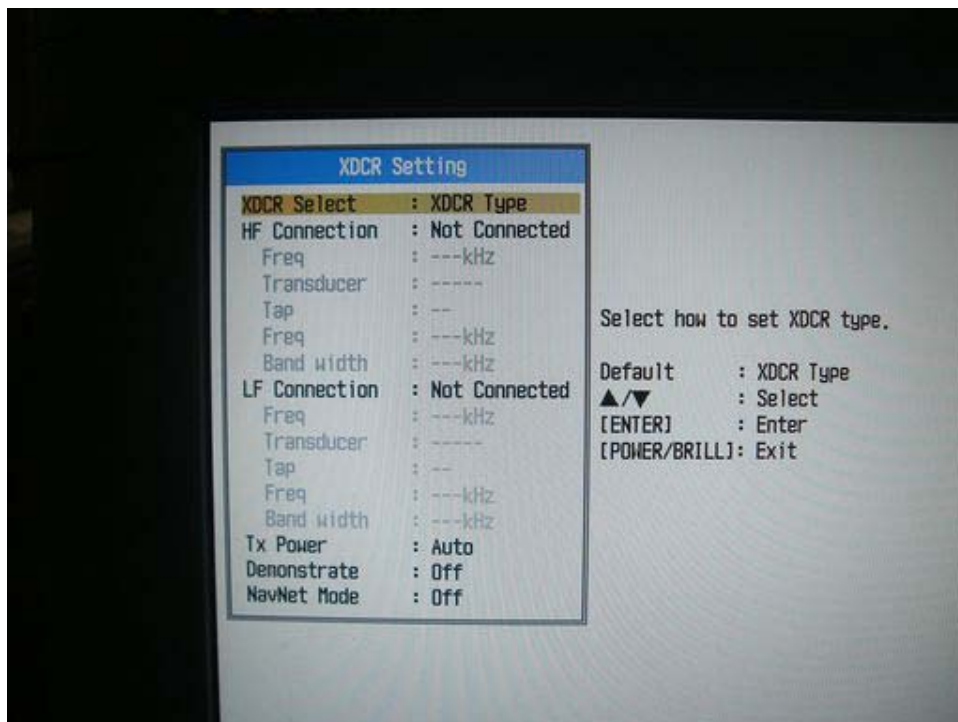 XDCR Setting
XDCR Select : XDCR Type
HF Connection : Not Connected
Freq : ---kHz
Transducer : -----
Tap : --
Freq : ---kHz
Band width : ---kHz
LF Connection : Not Connected
Freq : ---kHz
Transducer : -----
Tap : --
Freq : ---kHz
Band width : ---kHz
Tx Power : Auto
Demonstrate : Off
NavNet Mode : Off
Select how to set XDCR type.
Default : XDCR Type
▲/▼ : Select
[ENTER] : Enter
[POWER/BRILL]: Exit